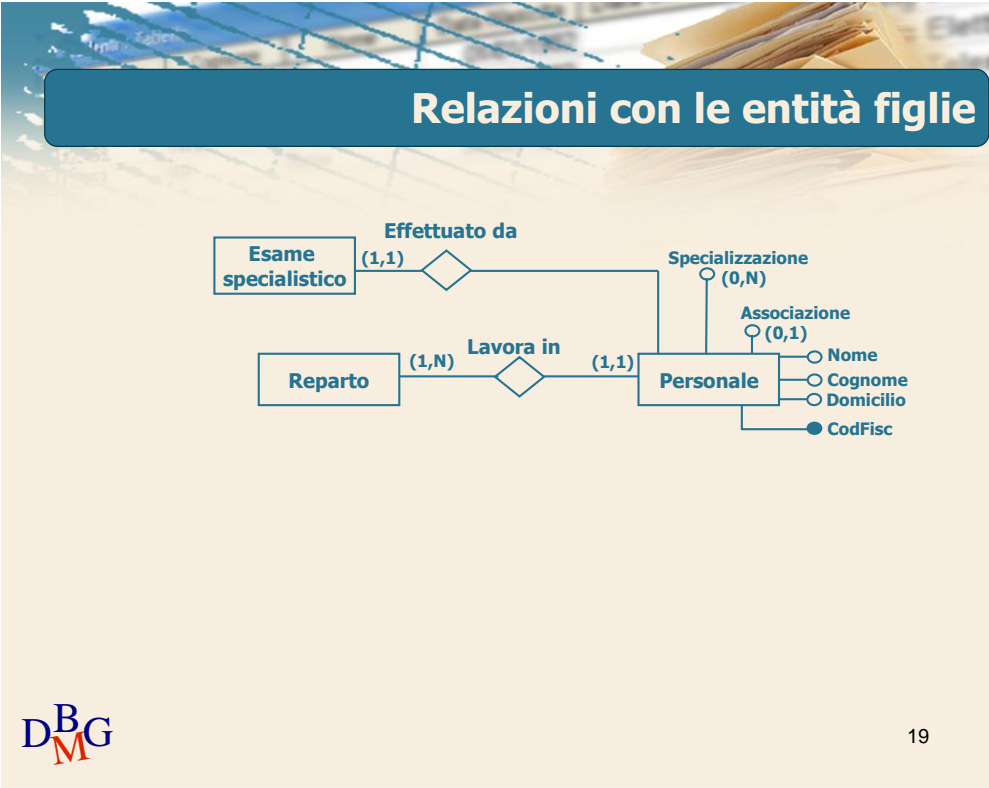 Relazioni con le entità figlie
Effettuato da
Esame
specialistico
(1,1)
Specializzazione
(0,N)
Associazione
(0,1)
Lavora in
Reparto
(1,N)
(1,1)
Personale
Nome
Cognome
Domicilio
CodFisc
DBMG
19